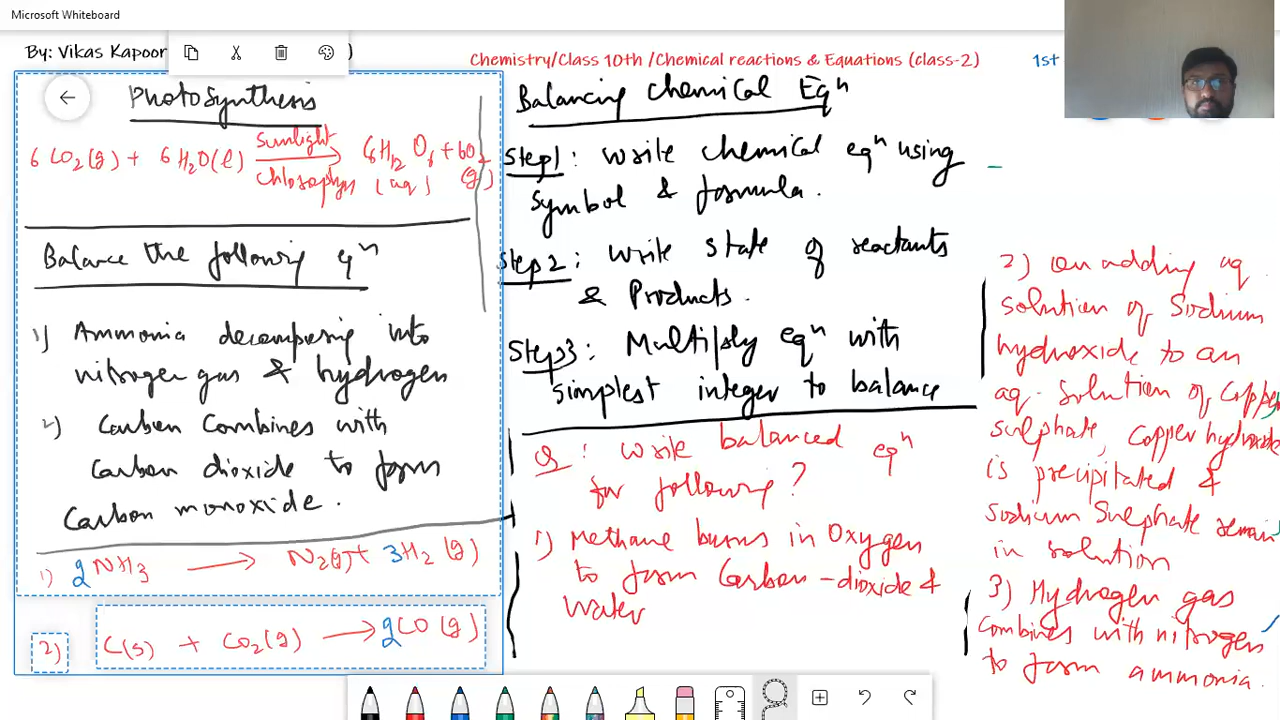 Microsoft Whiteboard
By: Vikas Kapoor )
Chemistry/Class 10th /Chemical reactions & Equations (class-2)
1st
PhotoSynthesis
6 CO2(g) + 6H2O(l) Sunlight Chlorophyll C6H12O6 + 6O2
(aq) (g)
Balance the following eqn
1) Ammonia decomposing into
nitrogen gas & hydrogen
2) Carbon Combines with
Carbon dioxide to form
Carbon monoxide.
1) 2NH3 → N2(g) + 3H2 (g)
2) C(s) + CO2(g) → 2CO(g)
Balancing Chemical Eqn
Step1: Write chemical eqn using
Symbol & formula.
Step 2: Write state of reactants
& Products.
Step3: Multiply eqn with
simplest integer to balance
Q: Write balanced eqn
for following?
1) Methane burns in Oxygen
to form Carbon-dioxide &
Water
2) On adding aq.
solution of Sodium
hydroxide to an
aq. solution of Copper
sulphate, Copper hydroxide
is precipitated &
Sodium Sulphate remain
in solution
3) Hydrogen gas
Combines with nitrogen
to form ammonia.